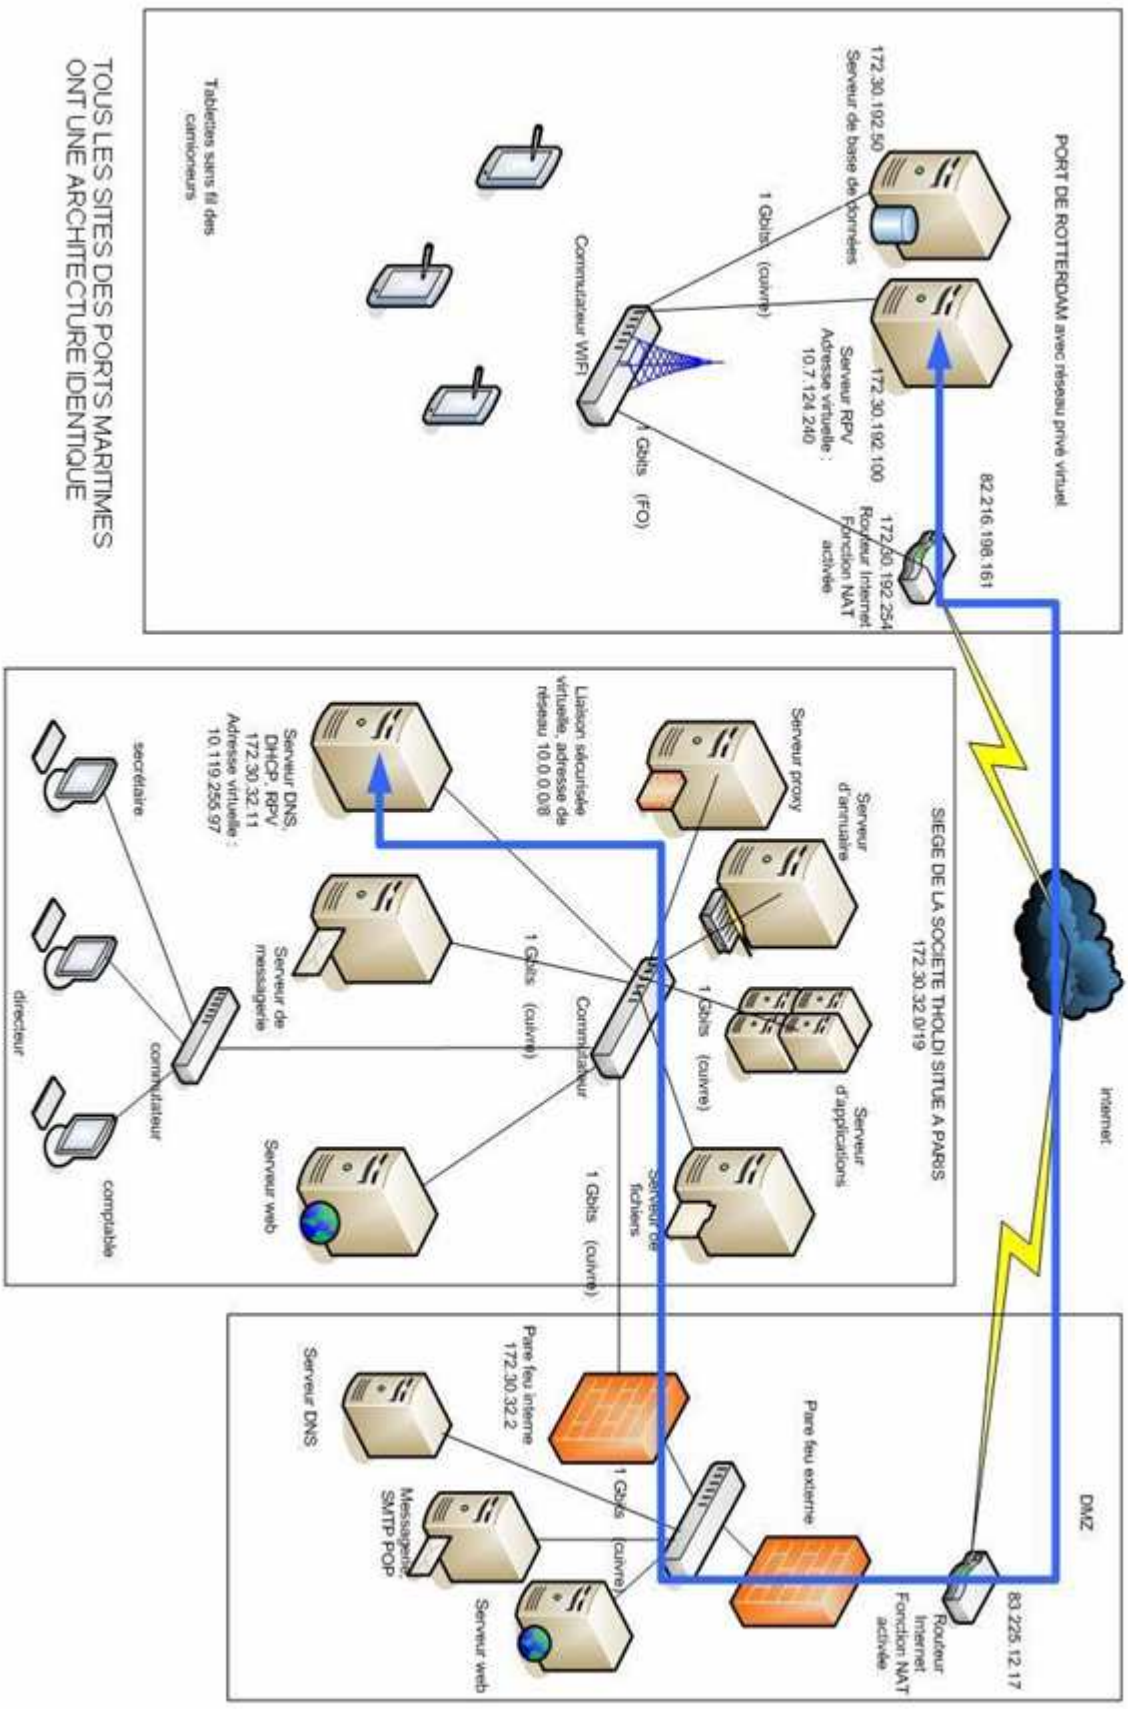 PORT DE ROTTERDAM avec réseau privé virtuel
172.30.192.50
Serveur de base de données
172.30.192.100
Serveur RPV
Adresse virtuelle :
10.7.124.240
82.216.198.161
172.30.192.254
Routeur Internet
Fonction NAT
activée
1 Gbits (cuivre)
1 Gbits (FO)
Commutateur WIFI
Tablettes sans fil des
camioneurs
TOUS LES SITES DES PORTS MARITIMES
ONT UNE ARCHITECTURE IDENTIQUE
internet
SIEGE DE LA SOCIETE THOLDI SITUE A PARIS
172.30.32.0/19
Serveur
d'annuaire
Serveur
d'applications
Serveur proxy
Serveur de
fichiers
1 Gbits (cuivre)
Liaison sécurisée
virtuelle, adresse de
réseau 10.0.0.0/8
Commutateur
1 Gbits (cuivre)
1 Gbits (cuivre)
Serveur DNS,
DHCP, RPV
172.30.32.11
Adresse virtuelle :
10.119.255.97
Serveur de
messagerie
Serveur web
commutateur
secrétaire
directeur
comptable
DMZ
83.225.12.17
Routeur
Internet
Fonction NAT
activée
Pare feu externe
Pare feu interne
172.30.32.2
1 Gbits (cuivre)
Serveur DNS
Messagerie,
SMTP POP
Serveur web